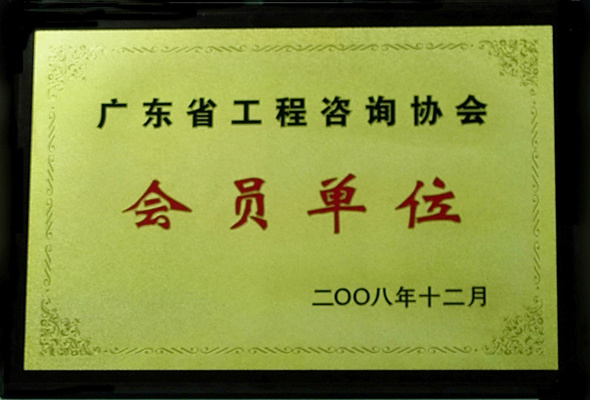 广东省工程咨询协会
会员单位
二〇〇八年十二月